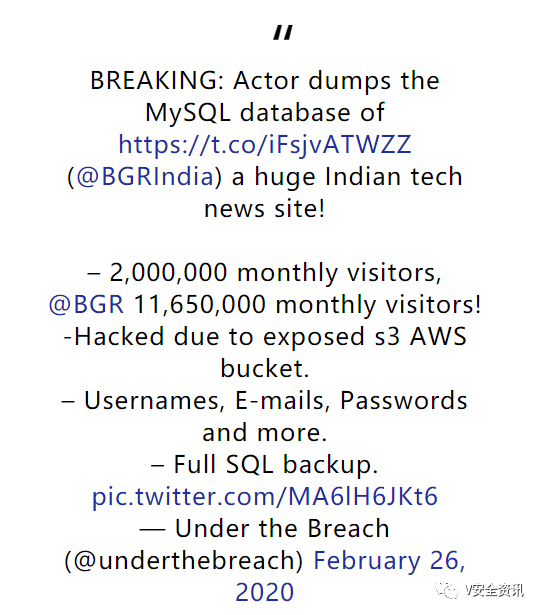 “
BREAKING: Actor dumps the
MySQL database of
https://t.co/iFsjvATWZZ
(@BGRIndia) a huge Indian tech
news site!
– 2,000,000 monthly visitors,
@BGR 11,650,000 monthly visitors!
-Hacked due to exposed s3 AWS
bucket.
– Usernames, E-mails, Passwords
and more.
– Full SQL backup.
pic.twitter.com/MA6lH6JKt6
— Under the Breach
(@underthebreach) February 26,
2020
V安全资讯